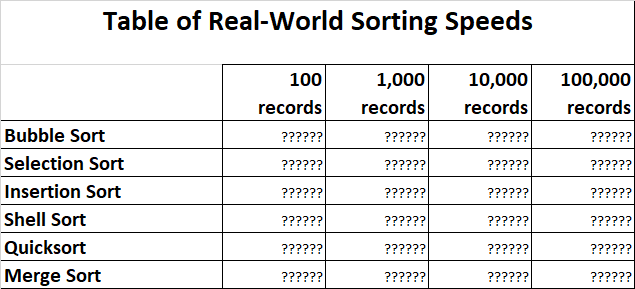 Table of Real-World Sorting Speeds
100 records 1,000 records 10,000 records 100,000 records
Bubble Sort ?????? ?????? ?????? ??????
Selection Sort ?????? ?????? ?????? ??????
Insertion Sort ?????? ?????? ?????? ??????
Shell Sort ?????? ?????? ?????? ??????
Quicksort ?????? ?????? ?????? ??????
Merge Sort ?????? ?????? ?????? ??????